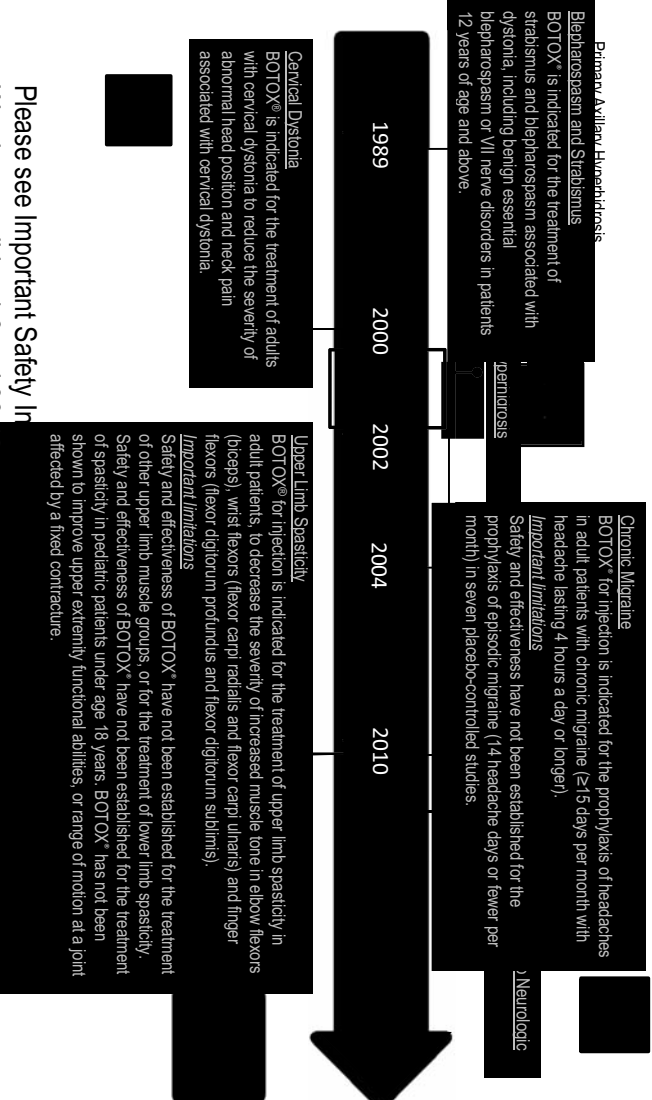 Primary Axillary Hyperhidrosis
Blepharospasm and Strabismus
BOTOX® is indicated for the treatment of
strabismus and blepharospasm associated with
dystonia, including benign essential
blepharospasm or VII nerve disorders in patients
12 years of age and above.
Chronic Migraine
BOTOX® for injection is indicated for the prophylaxis of headaches
in adult patients with chronic migraine (≥15 days per month with
headache lasting 4 hours a day or longer).
Important limitations
Safety and effectiveness have not been established for the
prophylaxis of episodic migraine (14 headache days or fewer per
month) in seven placebo-controlled studies.
Neurologic
1989
2000
2002
2004
2010
Cervical Dystonia
BOTOX® is indicated for the treatment of adults
with cervical dystonia to reduce the severity of
abnormal head position and neck pain
associated with cervical dystonia.
Upper Limb Spasticity
BOTOX® for injection is indicated for the treatment of upper limb spasticity in
adult patients, to decrease the severity of increased muscle tone in elbow flexors
(biceps), wrist flexors (flexor carpi radialis and flexor carpi ulnaris) and finger
flexors (flexor digitorum profundus and flexor digitorum sublimis).
Important limitations
Safety and effectiveness of BOTOX® have not been established for the treatment
of other upper limb muscle groups, or for the treatment of lower limb spasticity.
Safety and effectiveness of BOTOX® have not been established for the treatment
of spasticity in pediatric patients under age 18 years. BOTOX® has not been
shown to improve upper extremity functional abilities, or range of motion at a joint
affected by a fixed contracture.
Please see Important Safety In